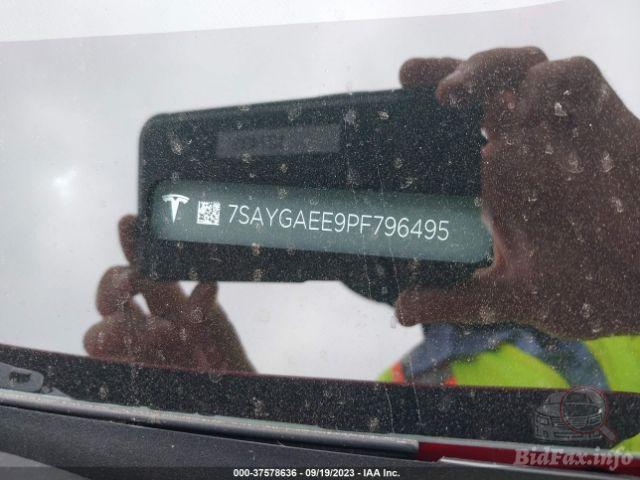 7SAYGAEE9PF796495
000-37578636 - 09/19/2023 - IAA Inc.
BidFax.info